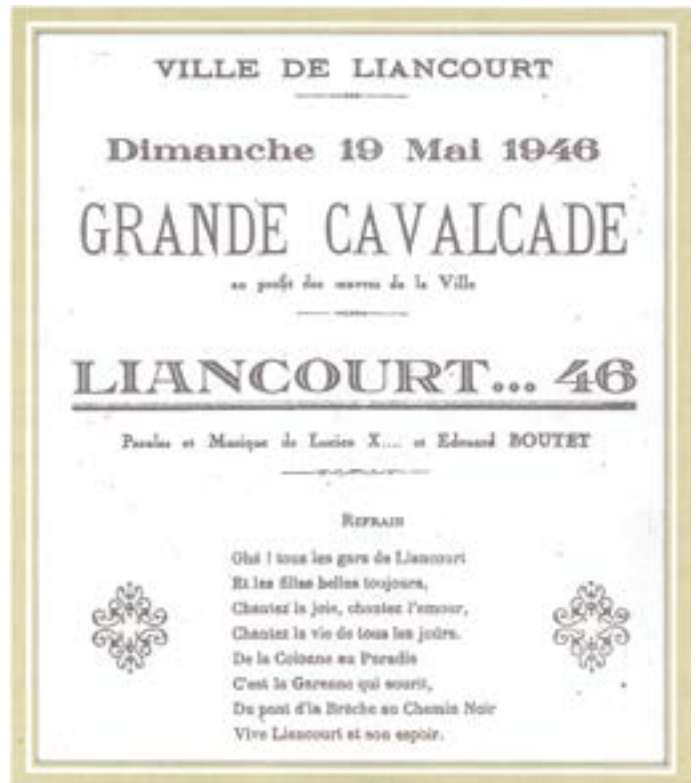 VILLE DE LIANCOURT
Dimanche 19 Mai 1946
GRANDE CAVALCADE
au profit des œuvres de la Ville
LIANCOURT... 46
Paroles et Musique de Lucien X.... et Edouard BOUTET
REFRAIN
Ohé ! tous les gars de Liancourt
Et les filles belles toujours,
Chantez la joie, chantez l'amour,
Chantez la vie de tous les jours.
De la Colonne au Paradis
C'est la Garenne qui sourit,
Du pont d'la Brèche au Chemin Noir
Vive Liancourt et son espoir.